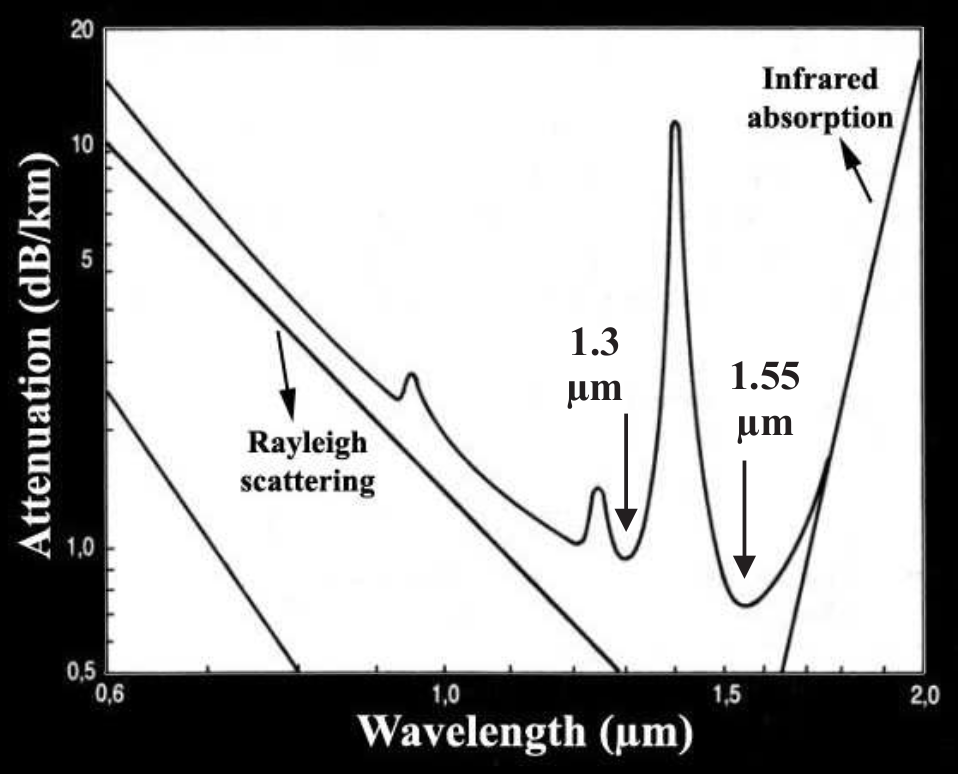 20
10
5
1,0
0,5
Attenuation (dB/km)
Infrared
absorption
1.3
µm
1.55
µm
Rayleigh
scattering
0,6
1,0
1,5
2,0
Wavelength (µm)